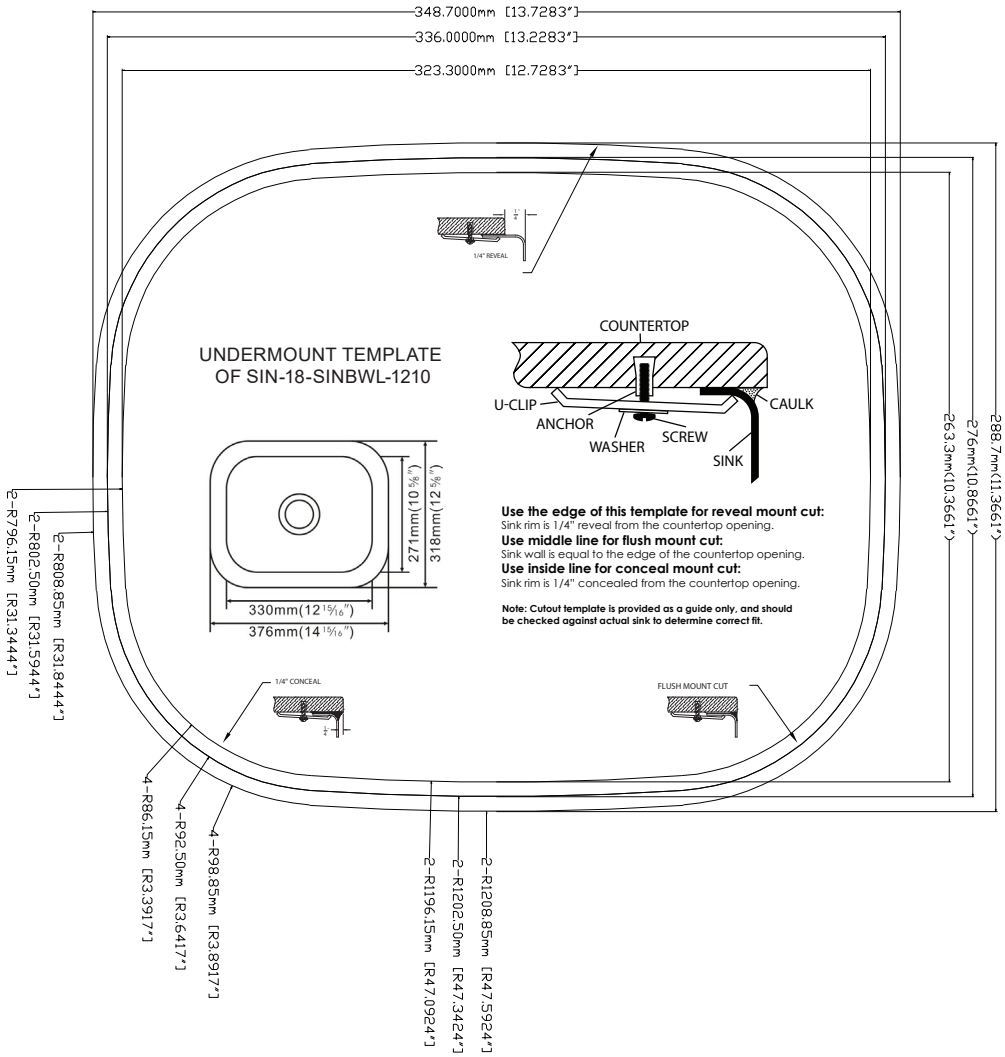 348.7000mm [13.7283"]
336.0000mm [13.2283"]
323.3000mm [12.7283"]
1/4" REVEAL
1/4
UNDERMOUNT TEMPLATE
OF SIN-18-SINBWL-1210
COUNTERTOP
U-CLIP
ANCHOR
WASHER
SCREW
CAULK
SINK
271mm(10 5/8")
318mm(12 5/8")
330mm(12 15/16")
376mm(14 15/16")
Use the edge of this template for reveal mount cut:
Sink rim is 1/4" reveal from the countertop opening.
Use middle line for flush mount cut:
Sink wall is equal to the edge of the countertop opening.
Use inside line for conceal mount cut:
Sink rim is 1/4" concealed from the countertop opening.
Note: Cutout template is provided as a guide only, and should
be checked against actual sink to determine correct fit.
263.3mm(10.3661")
276mm(10.8661")
288.7mm(11.3661")
1/4" CONCEAL
1/4
FLUSH MOUNT CUT
2-R796.15mm [R31.3444"]
2-R802.50mm [R31.5944"]
2-R808.85mm [R31.8444"]
4-R86.15mm [R3.3917"]
4-R92.50mm [R3.6417"]
4-R98.85mm [R3.8917"]
2-R1196.15mm [R47.0924"]
2-R1202.50mm [R47.3424"]
2-R1208.85mm [R47.5924"]